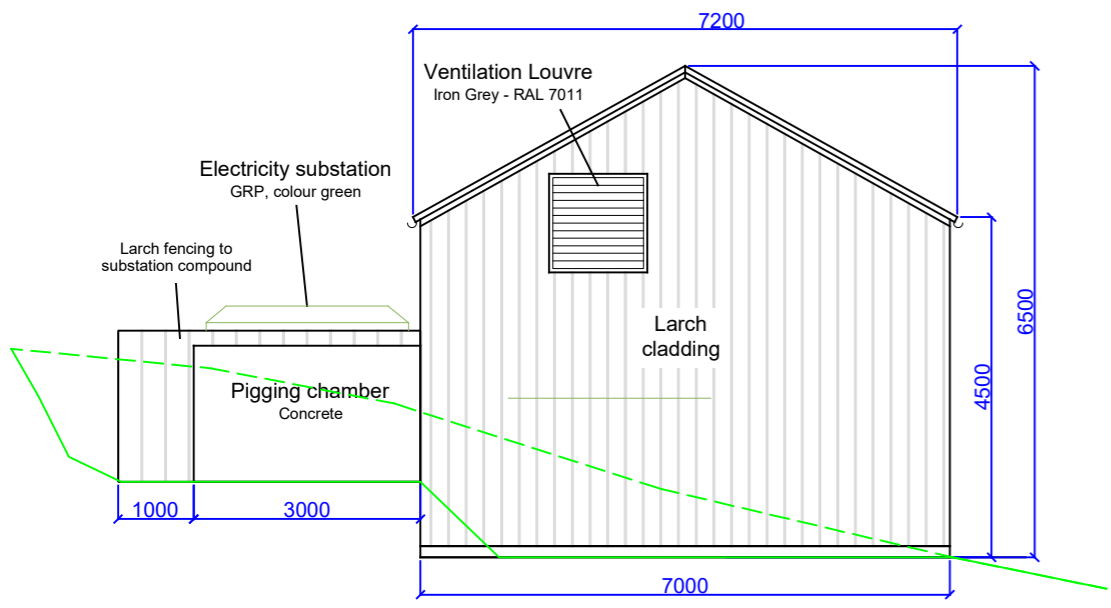 7200
Ventilation Louvre
Iron Grey - RAL 7011
Electricity substation
GRP, colour green
Larch fencing to
substation compound
Larch
cladding
6500
4500
Pigging chamber
Concrete
1000
3000
7000